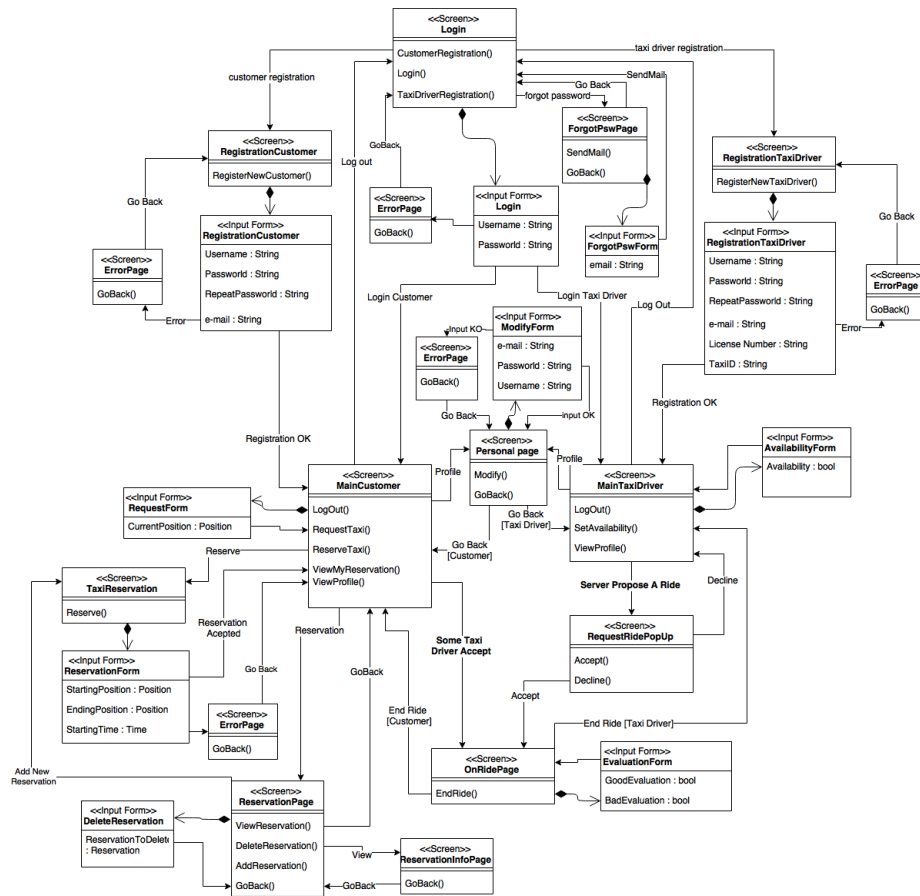 <<Screen>>
Login
CustomerRegistration()
Login()
TaxiDriverRegistration()
customer registration
taxi driver registration
SendMail
Go Back
forgot password
<<Screen>>
ForgotPswPage
SendMail()
GoBack()
<<Screen>>
RegistrationCustomer
RegisterNewCustomer()
Log out
GoBack
<<Screen>>
RegistrationTaxiDriver
RegisterNewTaxiDriver()
Go Back
<<Screen>>
ErrorPage
GoBack()
<<Input Form>>
Login
Username : String
Password : String
<<Input Form>>
RegistrationCustomer
Username : String
Passworld : String
RepeatPassworld : String
e-mail : String
<<Input Form>>
ForgotPswForm
email : String
<<Input Form>>
RegistrationTaxiDriver
Username : String
Passworld : String
RepeatPassworld : String
e-mail : String
License Number : String
TaxiID : String
Go Back
<<Screen>>
ErrorPage
GoBack()
Error
<<Screen>>
ErrorPage
GoBack()
Error
Login Customer
Login Taxi Driver
Log Out
<<Input Form>>
ModifyForm
e-mail : String
Passworld : String
Username : String
Input KO
<<Screen>>
ErrorPage
GoBack()
Go Back
input OK
Registration OK
Registration OK
<<Screen>>
Personal page
Modify()
GoBack()
<<Input Form>>
AvailabilityForm
Availability : bool
Profile
Profile
<<Screen>>
MainCustomer
LogOut()
RequestTaxi()
ReserveTaxi()
ViewMyReservation()
ViewProfile()
<<Screen>>
MainTaxiDriver
LogOut()
SetAvailability()
ViewProfile()
<<Input Form>>
RequestForm
CurrentPosition : Position
Go Back
[Taxi Driver]
Go Back
[Customer]
Reserve
<<Screen>>
TaxiReservation
Reserve()
Server Propose A Ride
Decline
Reservation
Acepted
Reservation
Some Taxi
Driver Accept
<<Screen>>
RequestRidePopUp
Accept()
Decline()
<<Input Form>>
ReservationForm
StartingPosition : Position
EndingPosition : Position
StartingTime : Time
Go Back
GoBack
Accept
<<Screen>>
ErrorPage
GoBack()
End Ride
[Customer]
End Ride [Taxi Driver]
<<Screen>>
OnRidePage
EndRide()
<<Input Form>>
EvaluationForm
GoodEvaluation : bool
BadEvaluation : bool
Add New
Reservation
<<Screen>>
ReservationPage
ViewReservation()
DeleteReservation()
AddReservation()
GoBack()
<<Input Form>>
DeleteReservation
ReservationToDelete
: Reservation
View
GoBack
<<Screen>>
ReservationInfoPage
GoBack()